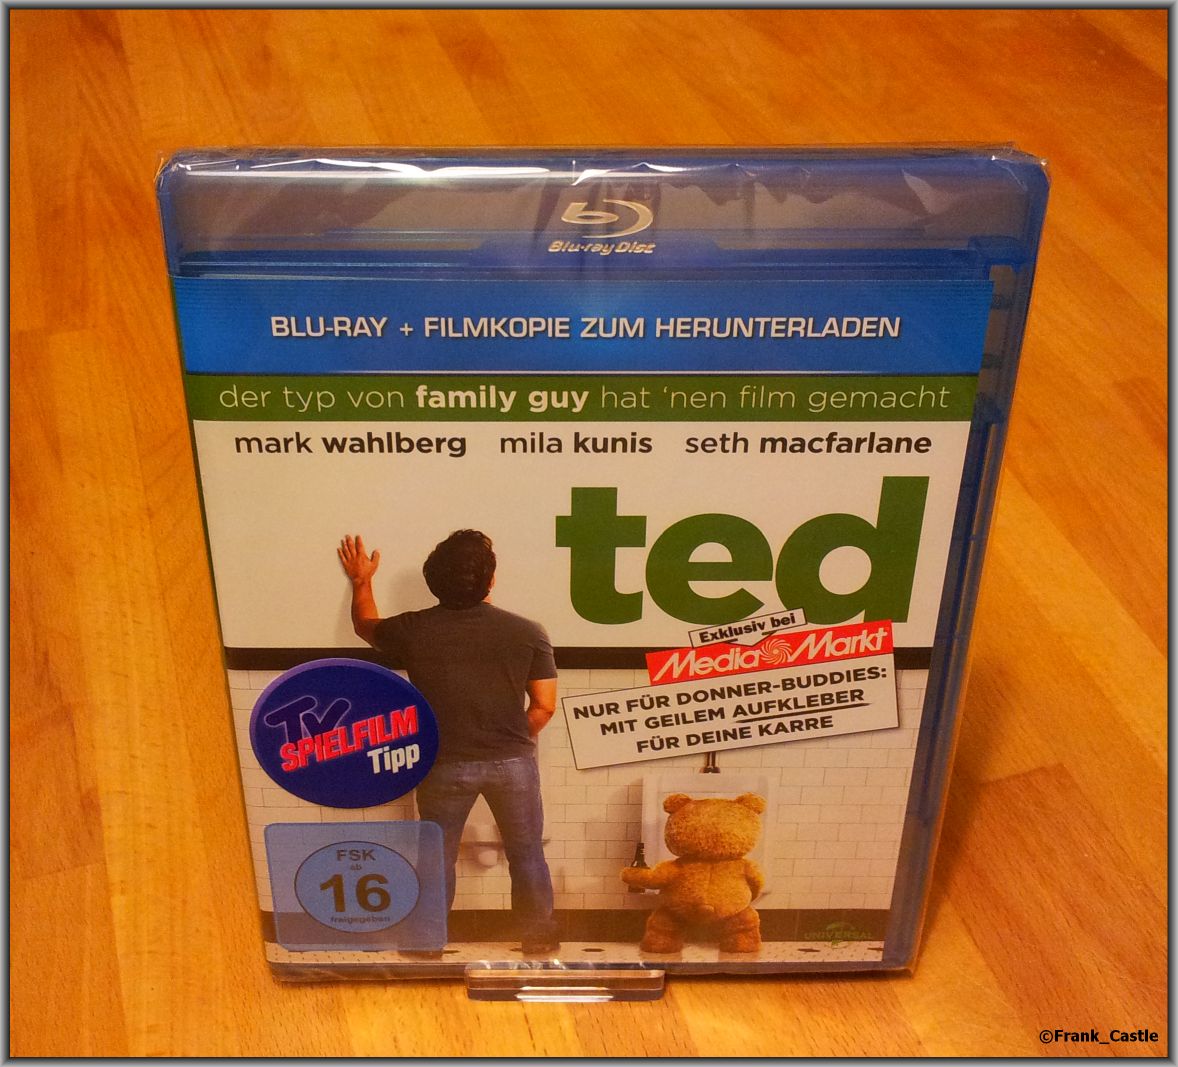 Blu-ray Disc
BLU-RAY + FILMKOPIE ZUM HERUNTERLADEN
der typ von family guy hat ‘nen film gemacht
mark wahlberg mila kunis seth macfarlane
ted
Exklusiv bei
Media Markt
NUR FÜR DONNER-BUDDIES:
MIT GEILEM AUFKLEBER
FÜR DEINE KARRE
TV
SPIELFILM
Tipp
FSK
ab
16
freigegeben
UNIVERSAL
©Frank_Castle